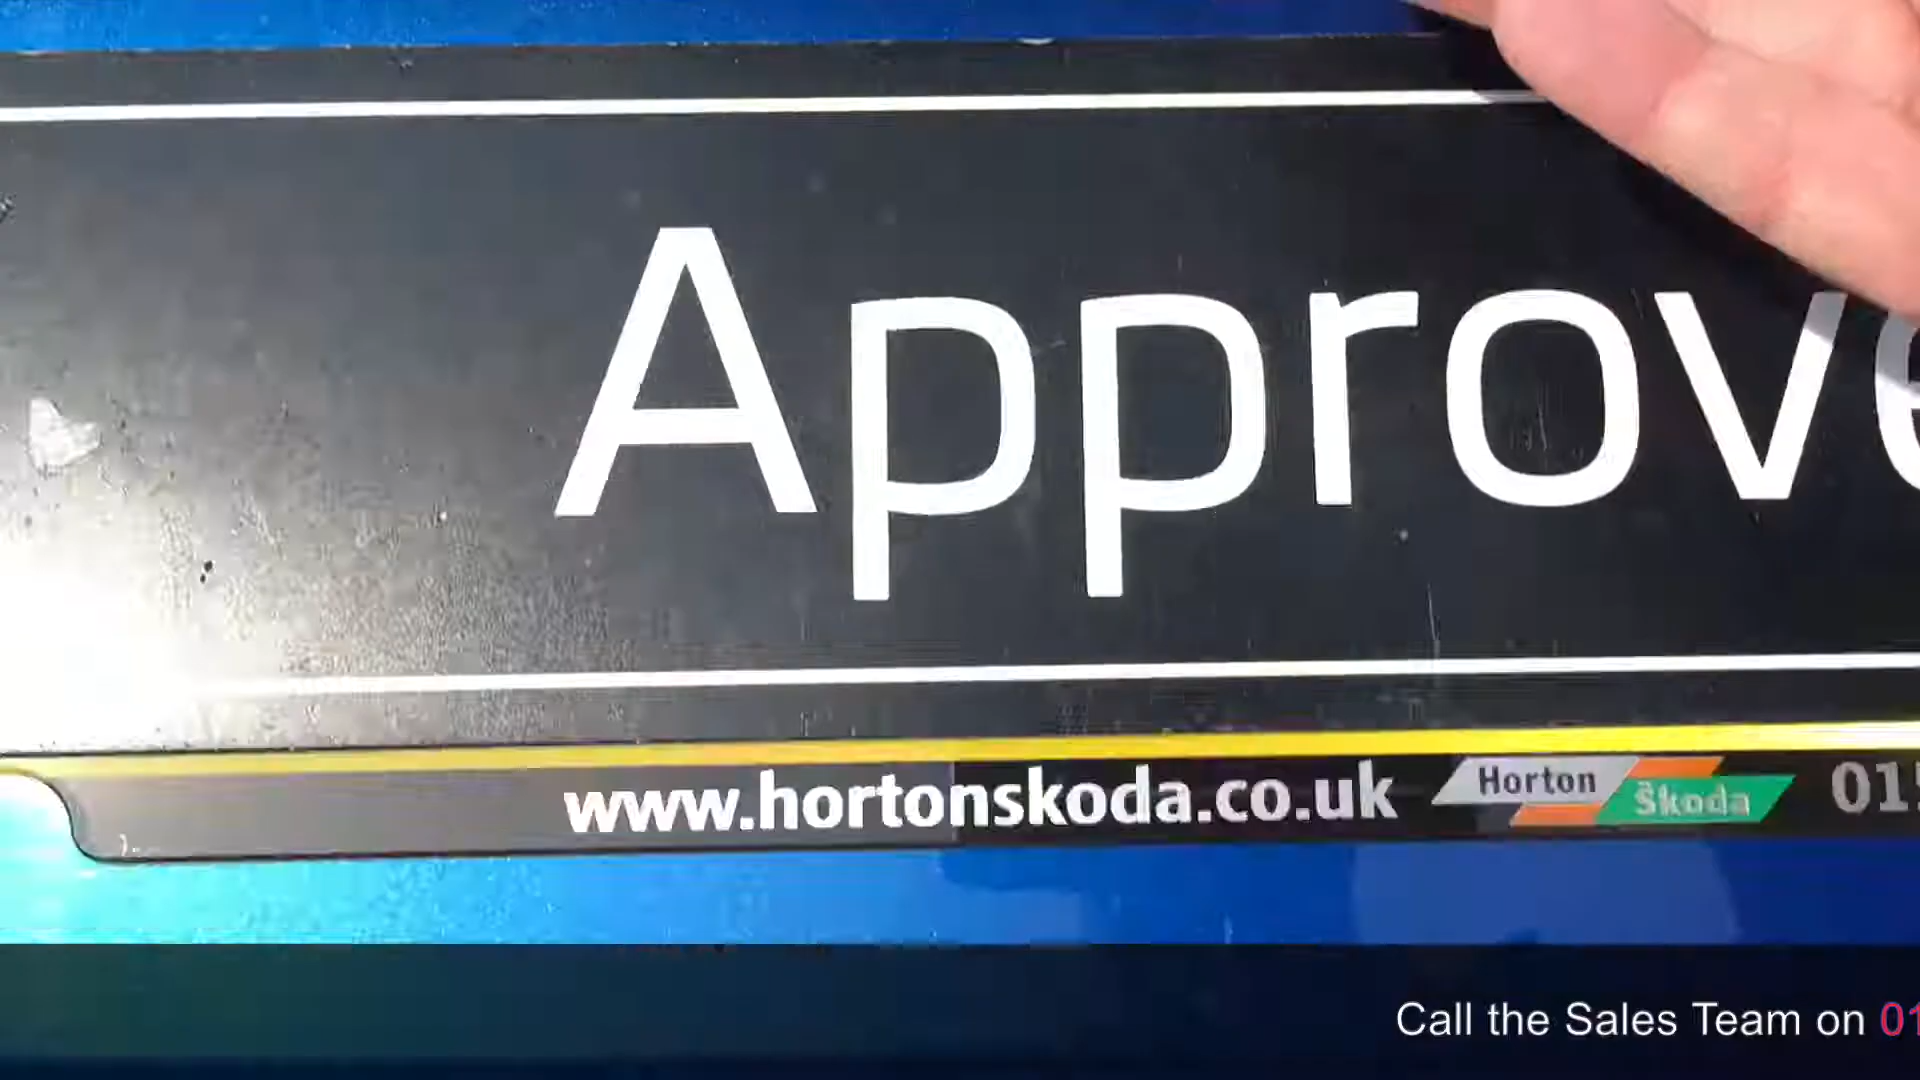 Approve
www.hortonskoda.co.uk Horton Škoda 01
Call the Sales Team on 01